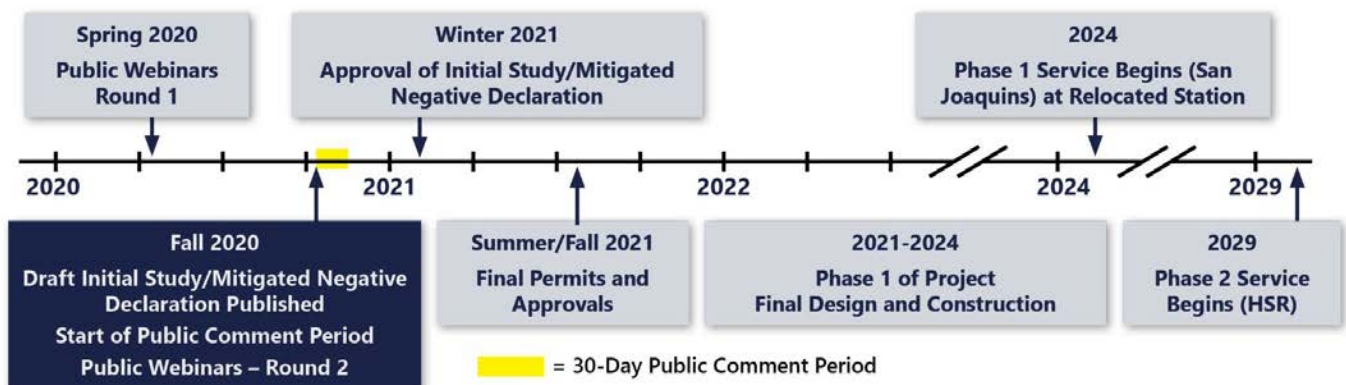 Spring 2020
Public Webinars
Round 1
Winter 2021
Approval of Initial Study/Mitigated
Negative Declaration
2024
Phase 1 Service Begins (San
Joaquins) at Relocated Station
2020
2021
2022
2024
2029
Fall 2020
Draft Initial Study/Mitigated Negative
Declaration Published
Start of Public Comment Period
Public Webinars – Round 2
Summer/Fall 2021
Final Permits and
Approvals
2021-2024
Phase 1 of Project
Final Design and Construction
2029
Phase 2 Service
Begins (HSR)
= 30-Day Public Comment Period